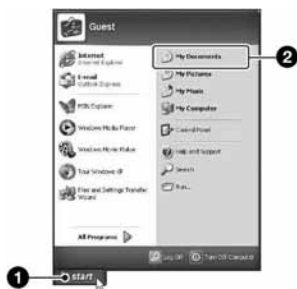 Guest
Internet
Internet Explorer
E-mail
Outlook Express
MSN Explorer
Windows Media Player
Windows Movie Maker
Tour Windows XP
Files and Settings Transfer
Wizard
All Programs
My Documents
2
My Pictures
My Music
My Computer
Control Panel
Help and Support
Search
Run...
Log Off
Turn Off Computer
1
start